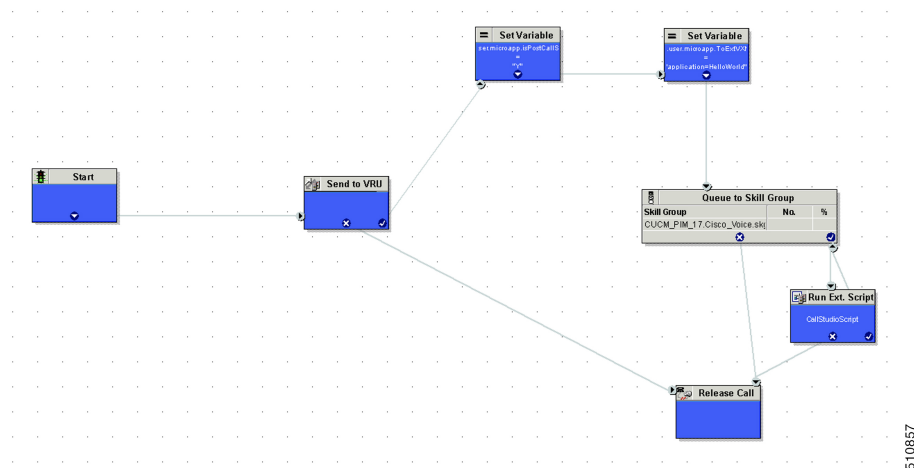 Start
Send to VRU
Set Variable
ser.microapp.isPostCallS
=
"y"
Set Variable
.user.microapp.ToExtVXM
=
"application=HelloWorld"
Queue to Skill Group
Skill Group No. %
CUCM_PIM_17.Cisco_Voice.skg
Run Ext. Script
CallStudioScript
Release Call
510857